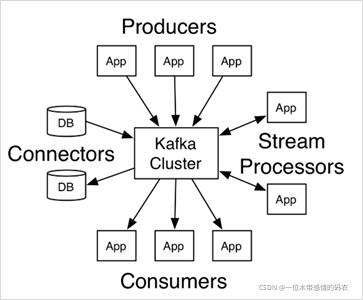 Producers
App
App
App
DB
App
Kafka
Cluster
Connectors
Stream
Processors
DB
App
App
App
App
Consumers
CSDN @一位木带感情的码农